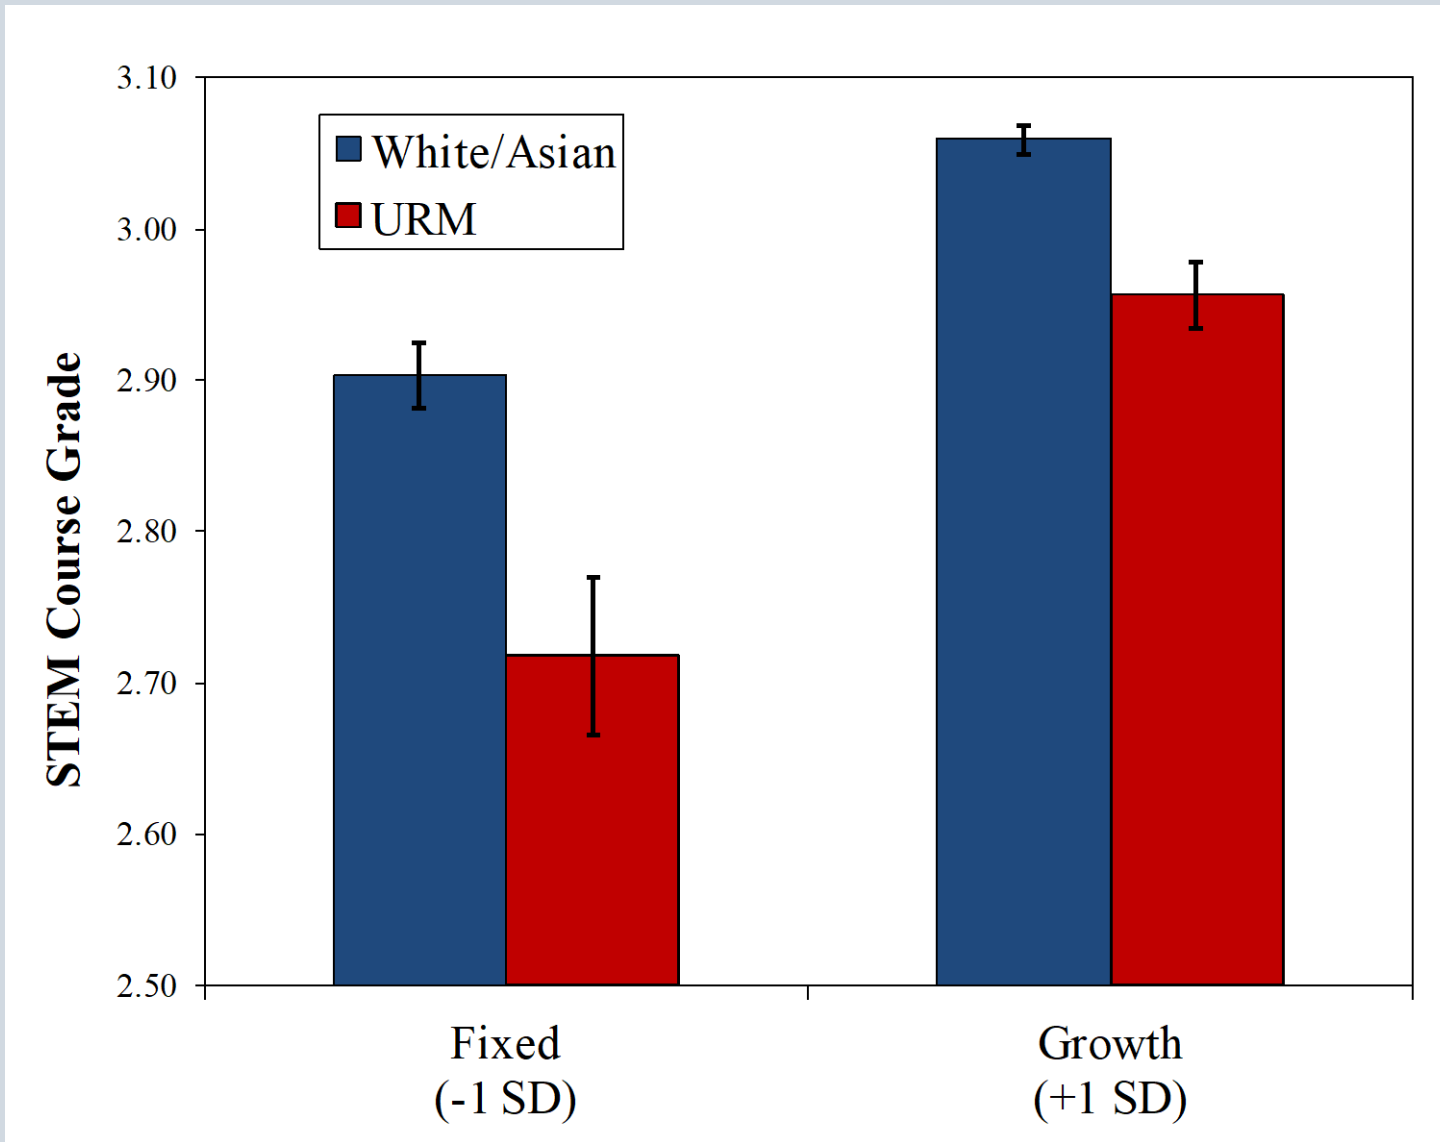 3.10
3.00
2.90
2.80
2.70
2.60
2.50
STEM Course Grade
White/Asian
URM
Fixed
(-1 SD)
Growth
(+1 SD)